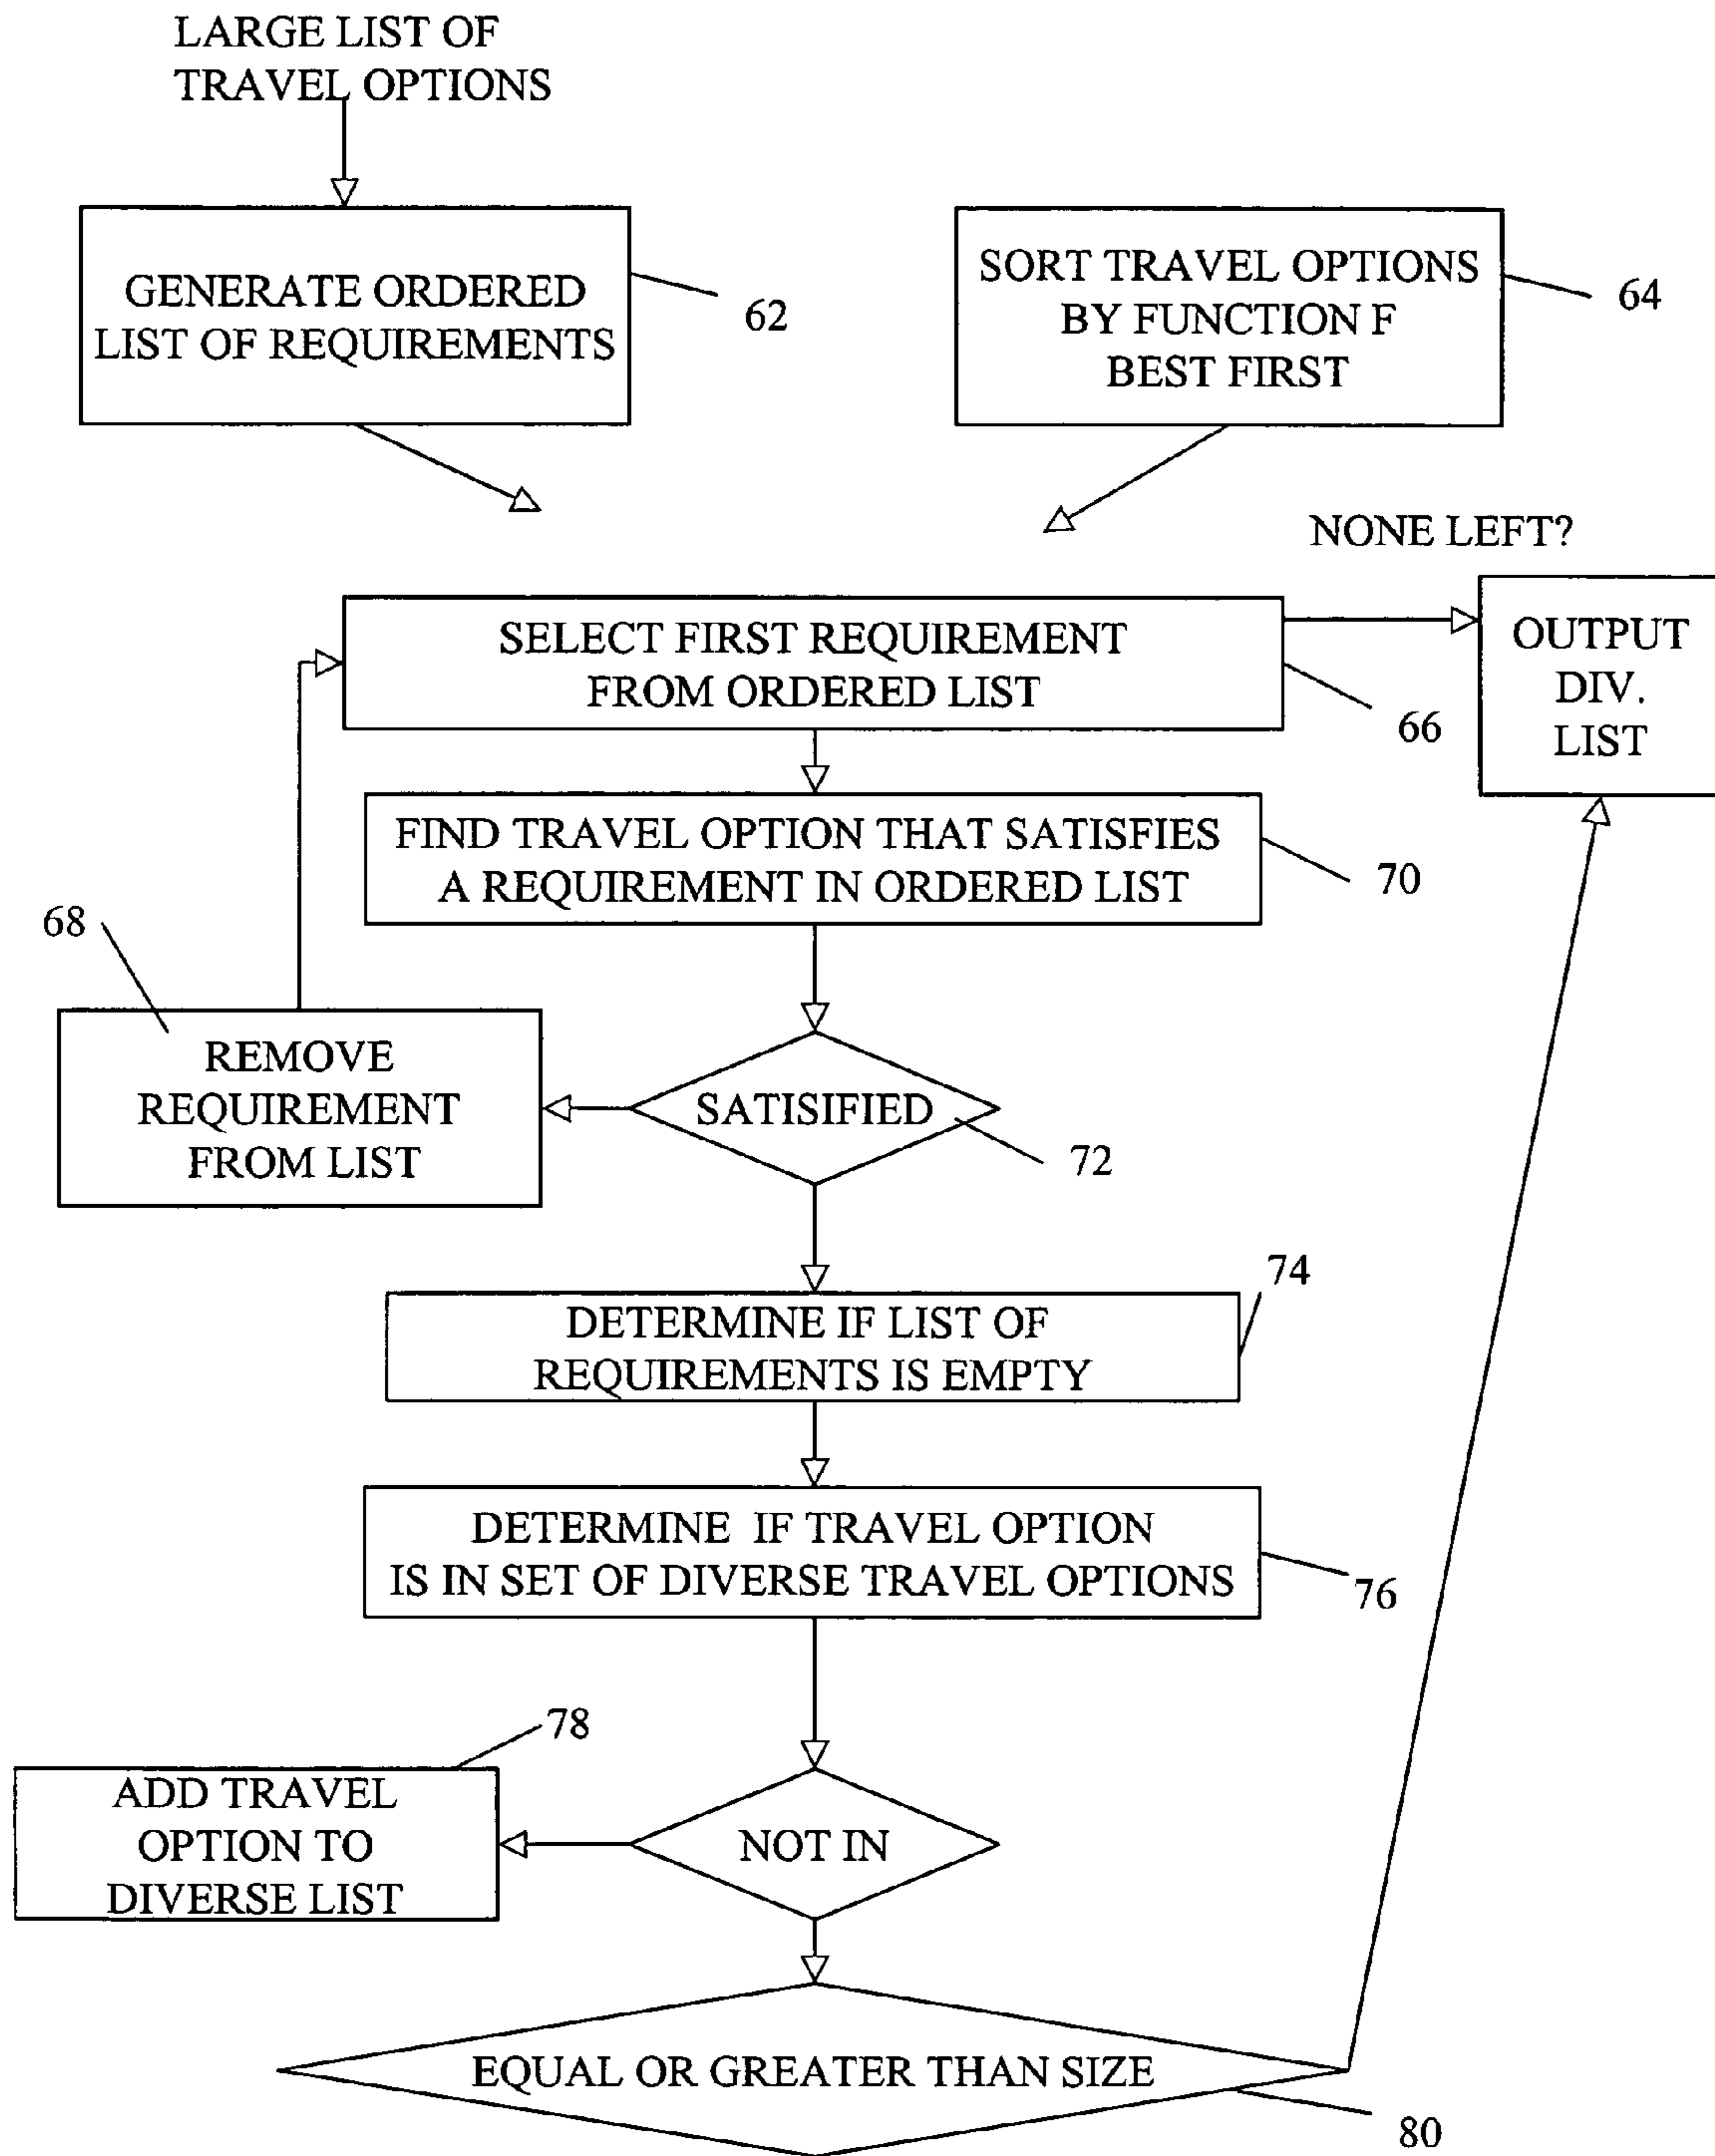 LARGE LIST OF
TRAVEL OPTIONS
GENERATE ORDERED
LIST OF REQUIREMENTS
62
SORT TRAVEL OPTIONS
BY FUNCTION F
BEST FIRST
64
NONE LEFT?
SELECT FIRST REQUIREMENT
FROM ORDERED LIST
66
OUTPUT
DIV.
LIST
FIND TRAVEL OPTION THAT SATISFIES
A REQUIREMENT IN ORDERED LIST
70
68
REMOVE
REQUIREMENT
FROM LIST
SATISIFIED
72
74
DETERMINE IF LIST OF
REQUIREMENTS IS EMPTY
DETERMINE IF TRAVEL OPTION
IS IN SET OF DIVERSE TRAVEL OPTIONS
76
78
ADD TRAVEL
OPTION TO
DIVERSE LIST
NOT IN
EQUAL OR GREATER THAN SIZE
80